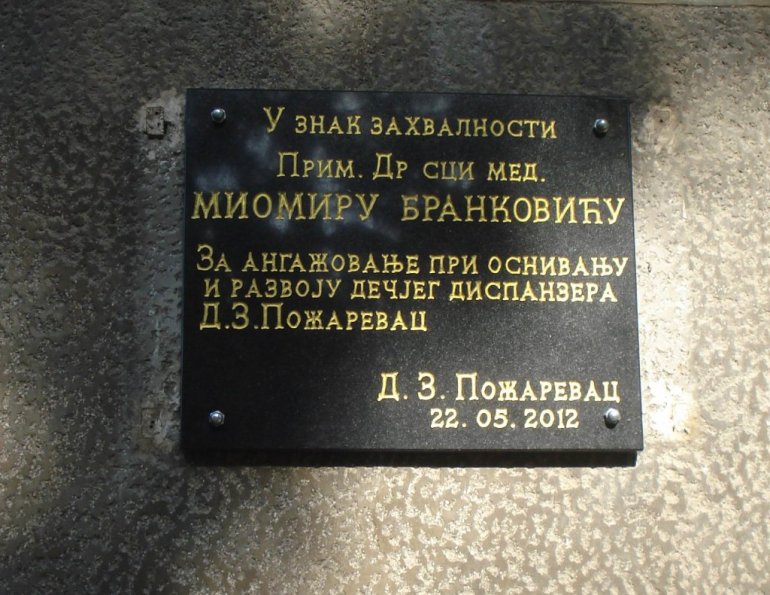 У знак захвалности
Прим. Др сци мед.
МИОМИРУ БРАНКОВИЋУ
За ангажовање при оснивању
и развоју дечјег диспанзера
Д.З.Пожаревац
Д. З. Пожаревац
22. 05. 2012